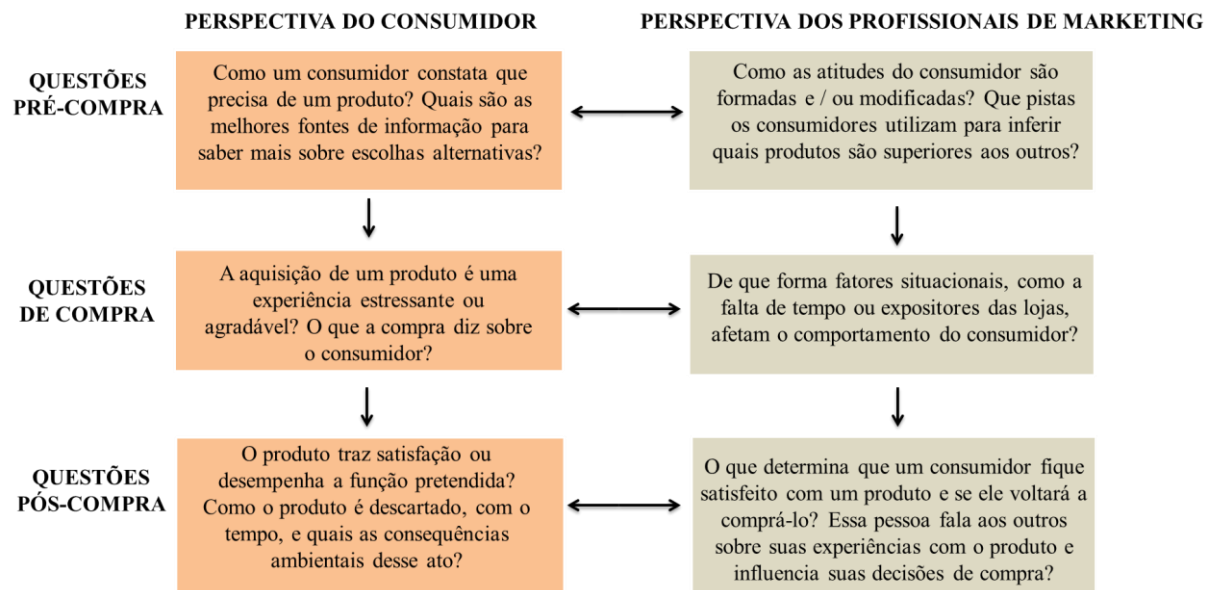 PERSPECTIVA DO CONSUMIDOR
PERSPECTIVA DOS PROFISSIONAIS DE MARKETING
QUESTÕES
PRÉ-COMPRA
Como um consumidor constata que
precisa de um produto? Quais são as
melhores fontes de informação para
saber mais sobre escolhas alternativas?
Como as atitudes do consumidor são
formadas e / ou modificadas? Que pistas
os consumidores utilizam para inferir
quais produtos são superiores aos outros?
QUESTÕES
DE COMPRA
A aquisição de um produto é uma
experiência estressante ou
agradável? O que a compra diz sobre
o consumidor?
De que forma fatores situacionais, como a
falta de tempo ou expositores das lojas,
afetam o comportamento do consumidor?
QUESTÕES
PÓS-COMPRA
O produto traz satisfação ou
desempenha a função pretendida?
Como o produto é descartado, com o
tempo, e quais as consequências
ambientais desse ato?
O que determina que um consumidor fique
satisfeito com um produto e se ele voltará a
comprá-lo? Essa pessoa fala aos outros
sobre suas experiências com o produto e
influencia suas decisões de compra?